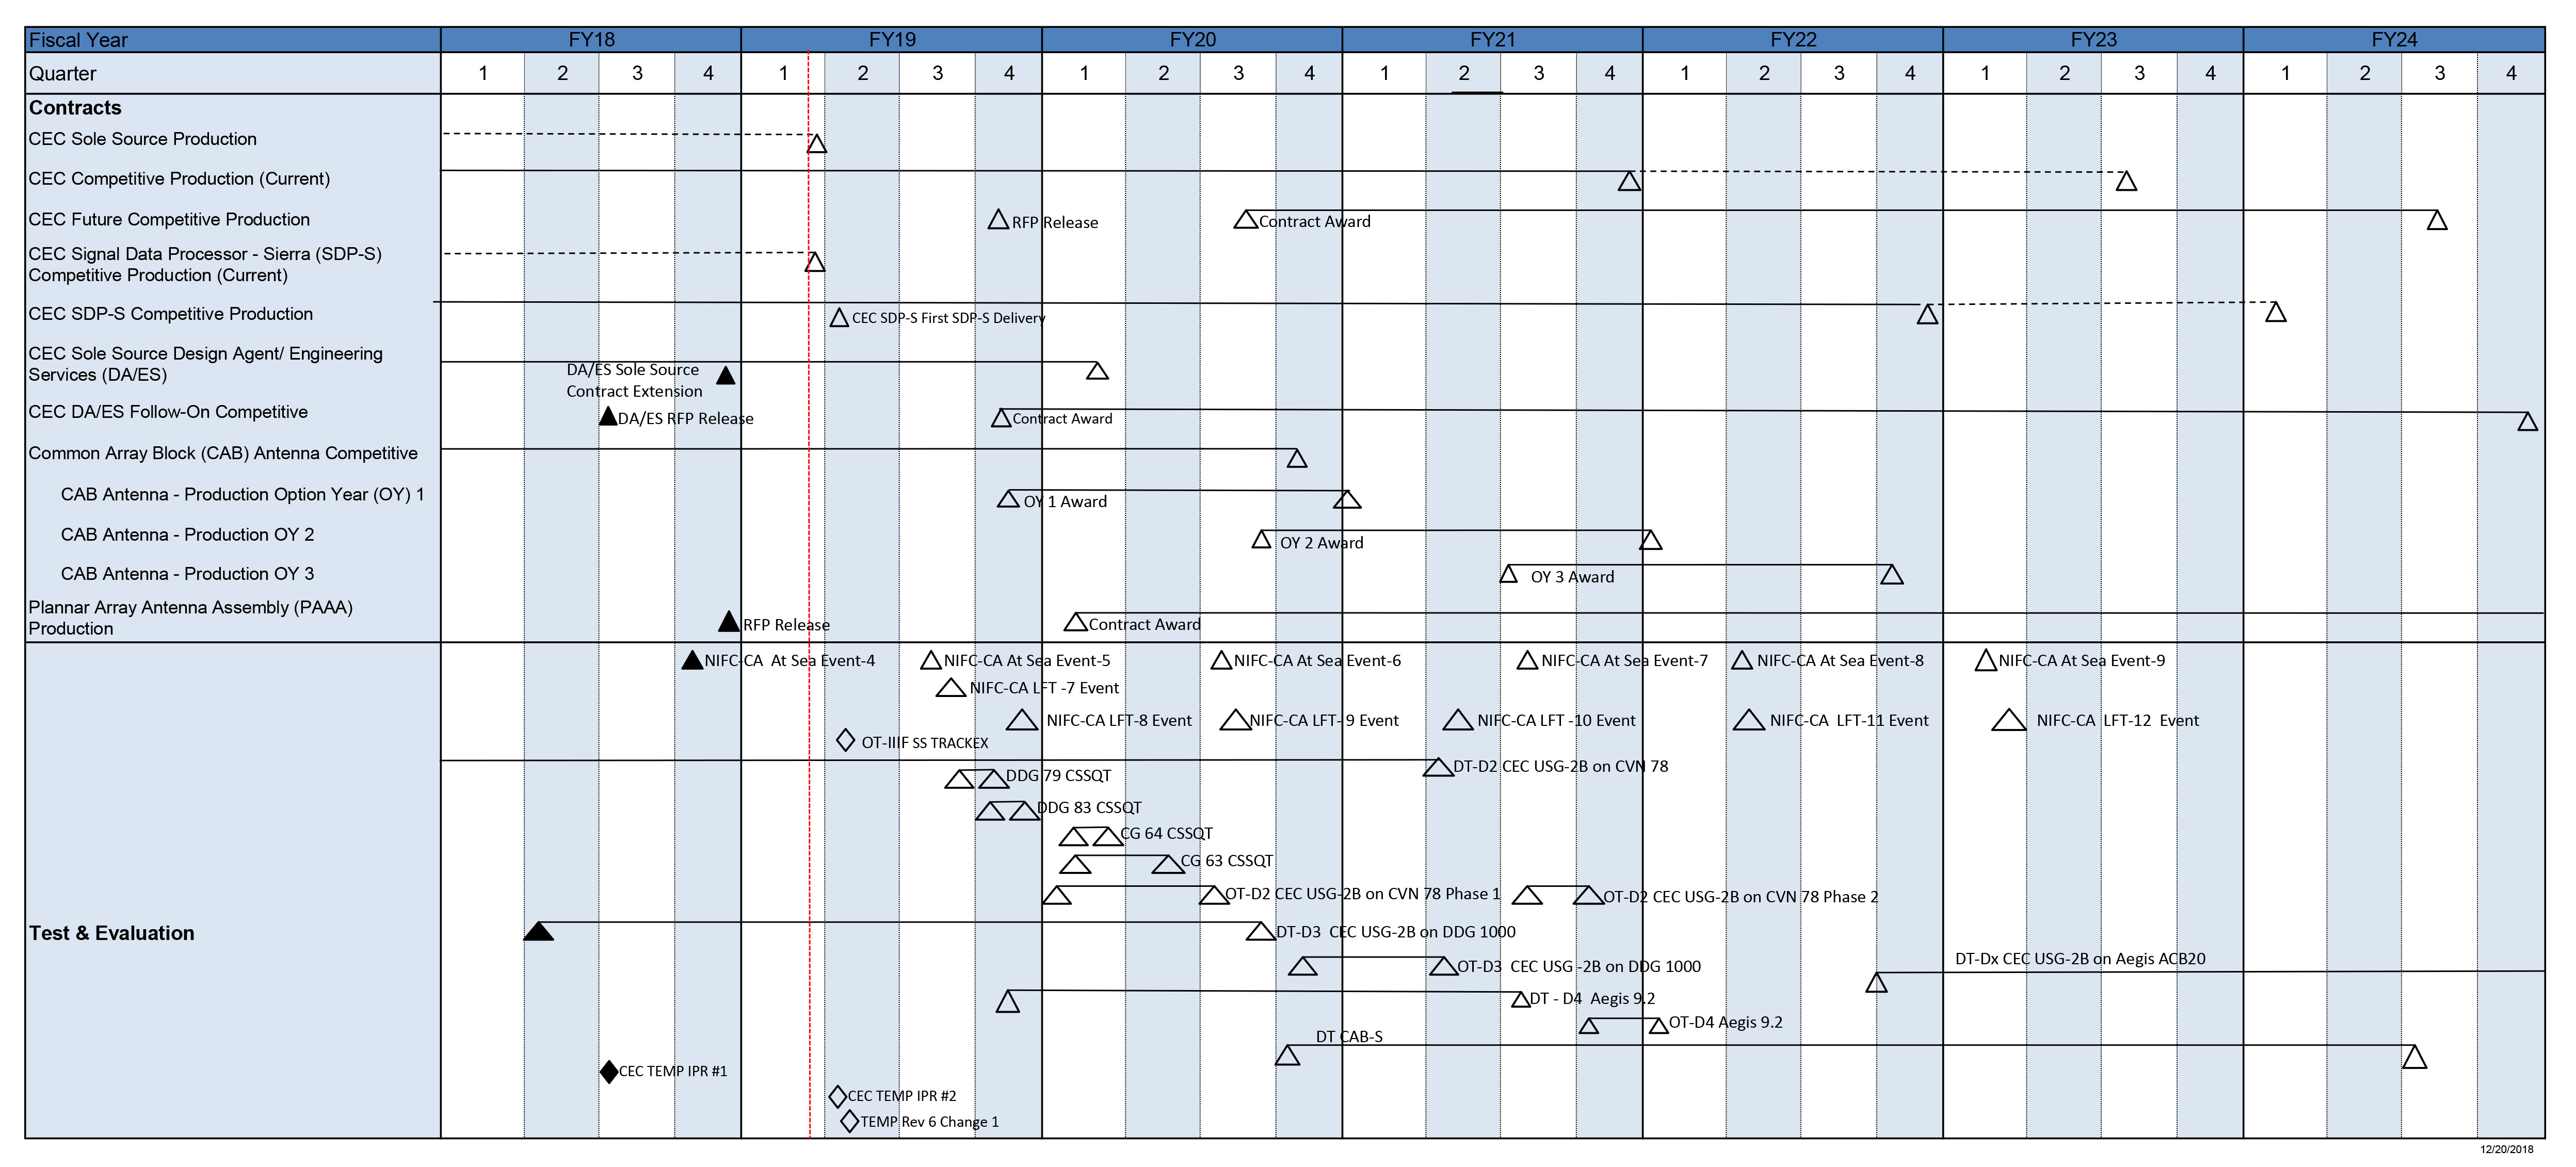 Fiscal Year FY18 FY19 FY20 FY21 FY22 FY23 FY24
Quarter 1 2 3 4 1 2 3 4 1 2 3 4 1 2 3 4 1 2 3 4 1 2 3 4 1 2 3 4
Contracts
CEC Sole Source Production
CEC Competitive Production (Current)
CEC Future Competitive Production RFP Release Contract Award
CEC Signal Data Processor - Sierra (SDP-S)
Competitive Production (Current)
CEC SDP-S Competitive Production CEC SDP-S First SDP-S Delivery
CEC Sole Source Design Agent/ Engineering
Services (DA/ES)
DA/ES Sole Source
Contract Extension
CEC DA/ES Follow-On Competitive DA/ES RFP Release Contract Award
Common Array Block (CAB) Antenna Competitive
CAB Antenna - Production Option Year (OY) 1 OY 1 Award
CAB Antenna - Production OY 2 OY 2 Award
CAB Antenna - Production OY 3 OY 3 Award
Plannar Array Antenna Assembly (PAAA)
Production
RFP Release Contract Award
NIFC-CA At Sea Event-4 NIFC-CA At Sea Event-5 NIFC-CA At Sea Event-6 NIFC-CA At Sea Event-7 NIFC-CA At Sea Event-8 NIFC-CA At Sea Event-9
NIFC-CA LFT -7 Event
NIFC-CA LFT-8 Event NIFC-CA LFT- 9 Event NIFC-CA LFT -10 Event NIFC-CA LFT-11 Event NIFC-CA LFT-12 Event
OT-IIIF SS TRACKEX
DT-D2 CEC USG-2B on CVN 78
DDG 79 CSSQT
DDG 83 CSSQT
CG 64 CSSQT
CG 63 CSSQT
OT-D2 CEC USG-2B on CVN 78 Phase 1 OT-D2 CEC USG-2B on CVN 78 Phase 2
Test & Evaluation DT-D3 CEC USG-2B on DDG 1000
DT-Dx CEC USG-2B on Aegis ACB20
OT-D3 CEC USG -2B on DDG 1000
DT - D4 Aegis 9.2
OT-D4 Aegis 9.2
DT CAB-S
CEC TEMP IPR #1
CEC TEMP IPR #2
TEMP Rev 6 Change 1
12/20/2018